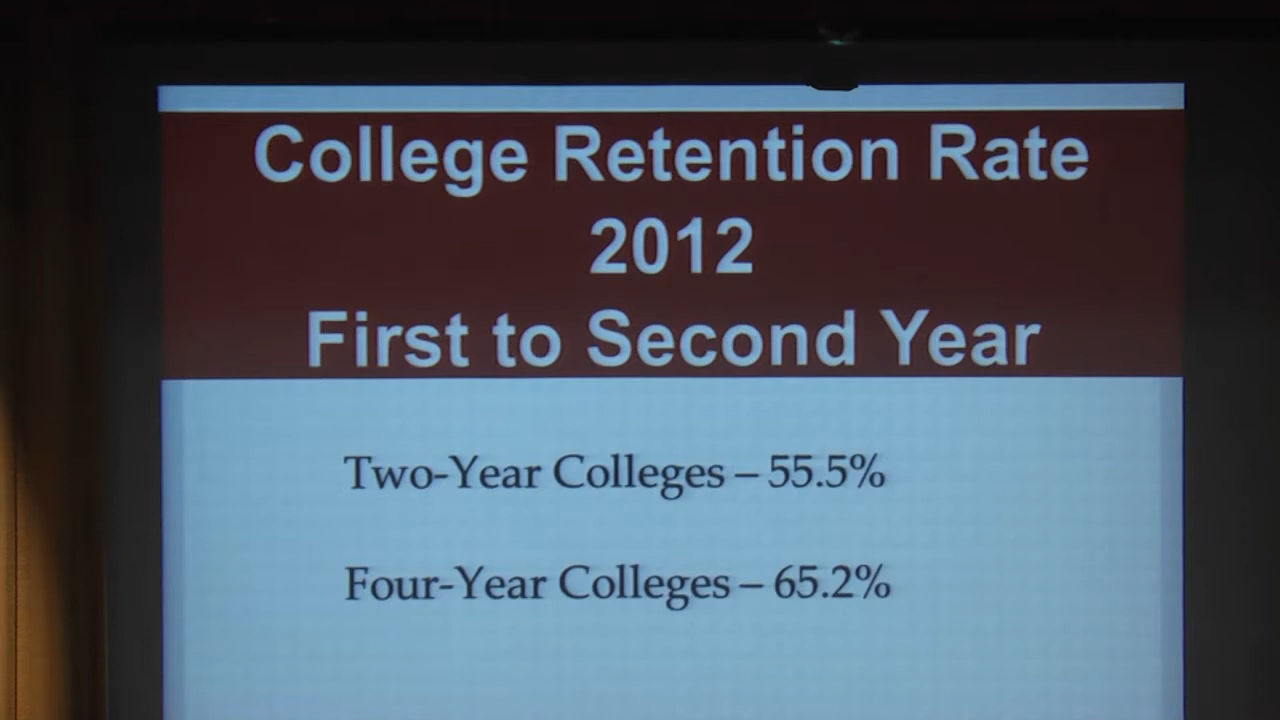 College Retention Rate
2012
First to Second Year
Two-Year Colleges – 55.5%
Four-Year Colleges – 65.2%